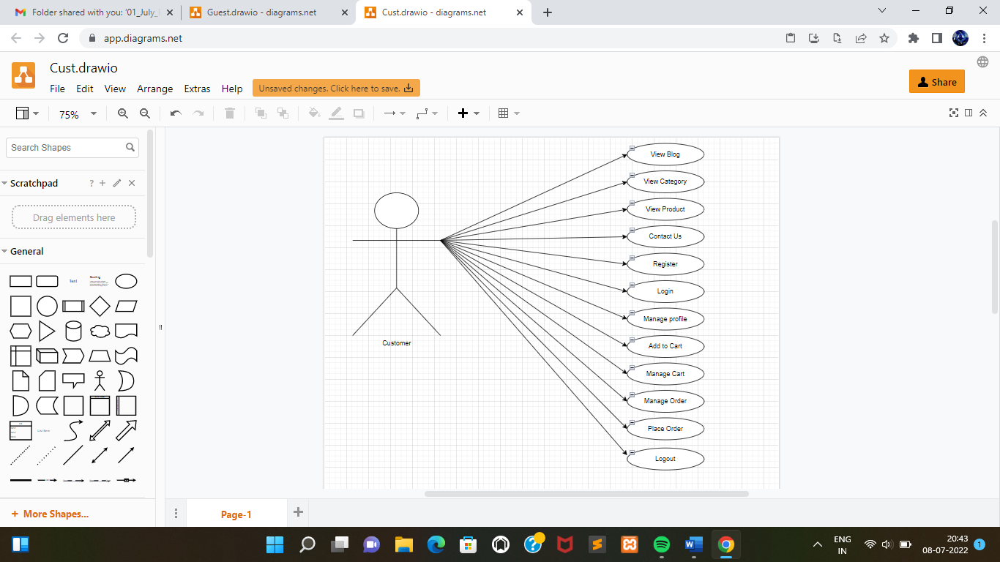 Folder shared with you: '01_July_
Guest.drawio - diagrams.net
Cust.drawio - diagrams.net
app.diagrams.net
Cust.drawio
File Edit View Arrange Extras Help
Unsaved changes. Click here to save.
Share
75%
Search Shapes
Scratchpad
?
Drag elements here
General
Text
Heading
View Blog
View Category
View Product
Contact Us
Register
Login
Manage profile
Add to Cart
Manage Cart
Manage Order
Place Order
Logout
Customer
List Item
+ More Shapes...
Page-1
ENG
IN
20:43
08-07-2022
1